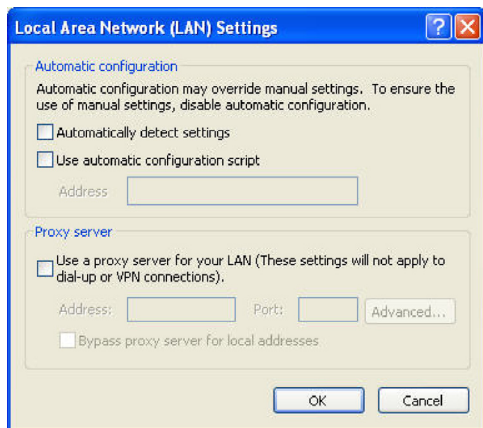 Local Area Network (LAN) Settings
Automatic configuration
Automatic configuration may override manual settings. To ensure the
use of manual settings, disable automatic configuration.
Automatically detect settings
Use automatic configuration script
Address
Proxy server
Use a proxy server for your LAN (These settings will not apply to
dial-up or VPN connections).
Address: Port: Advanced...
Bypass proxy server for local addresses
OK Cancel